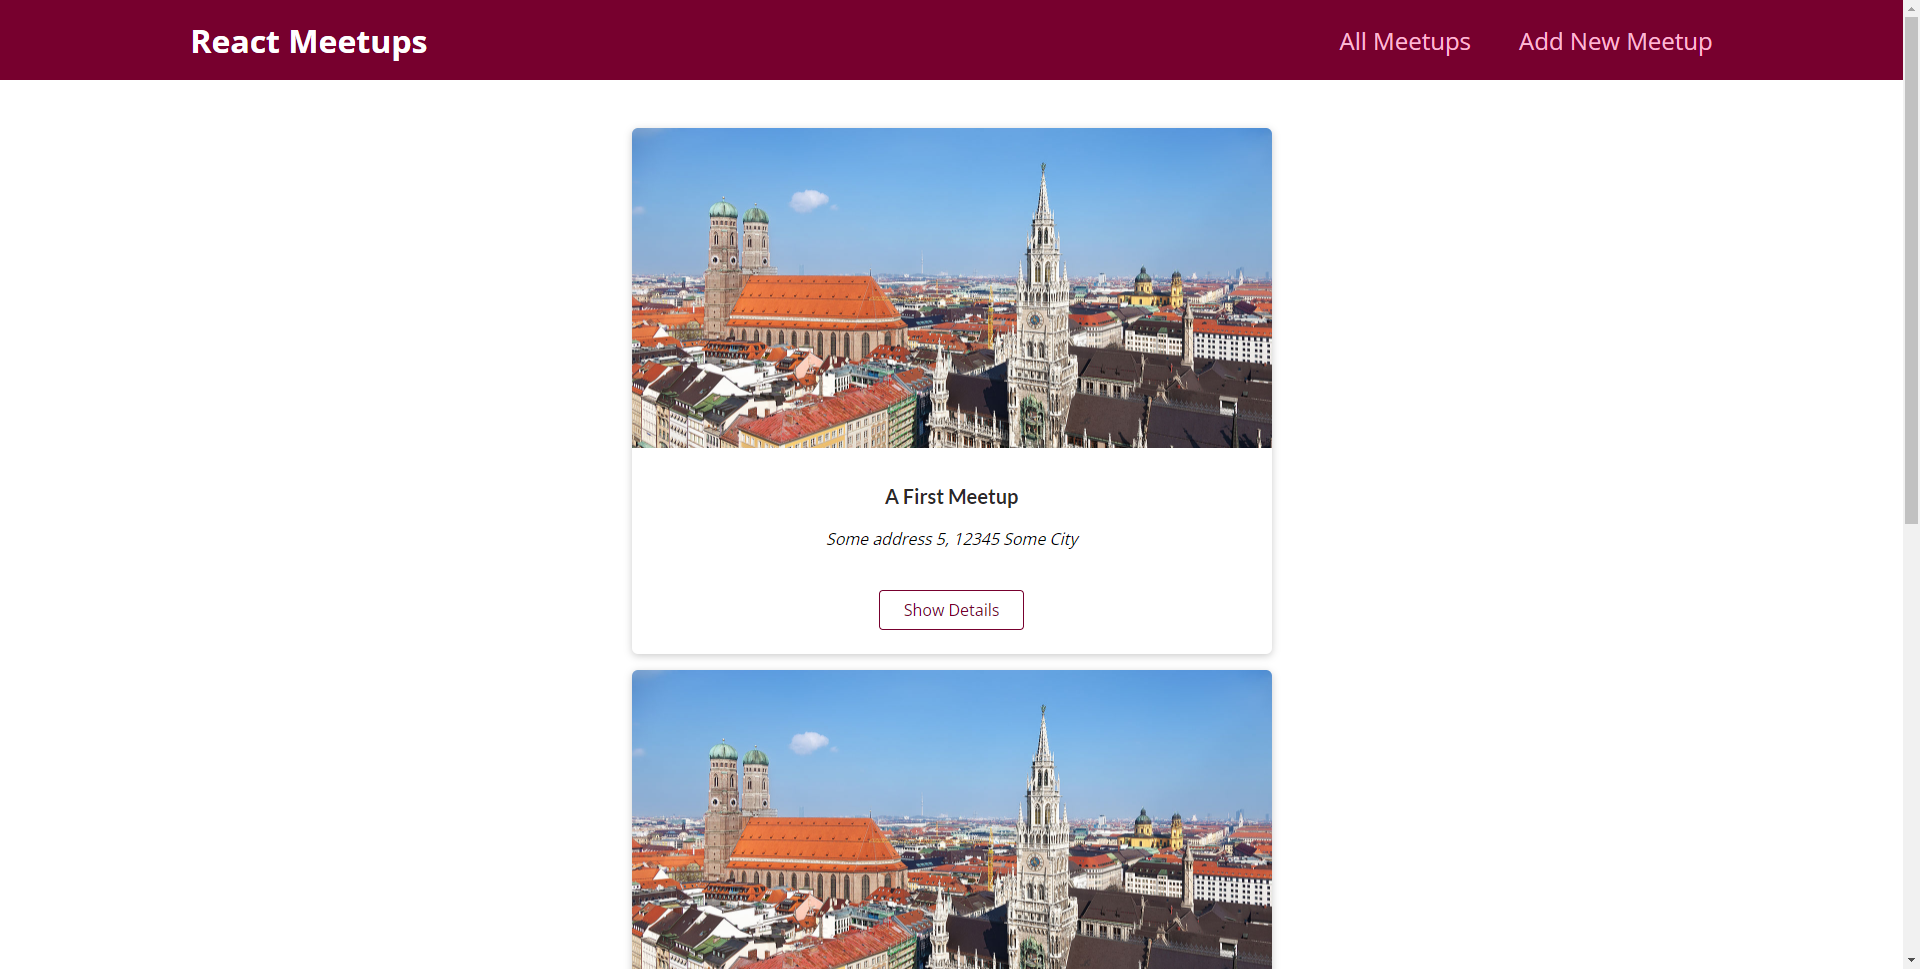 React Meetups
All Meetups
Add New Meetup
A First Meetup
Some address 5, 12345 Some City
Show Details